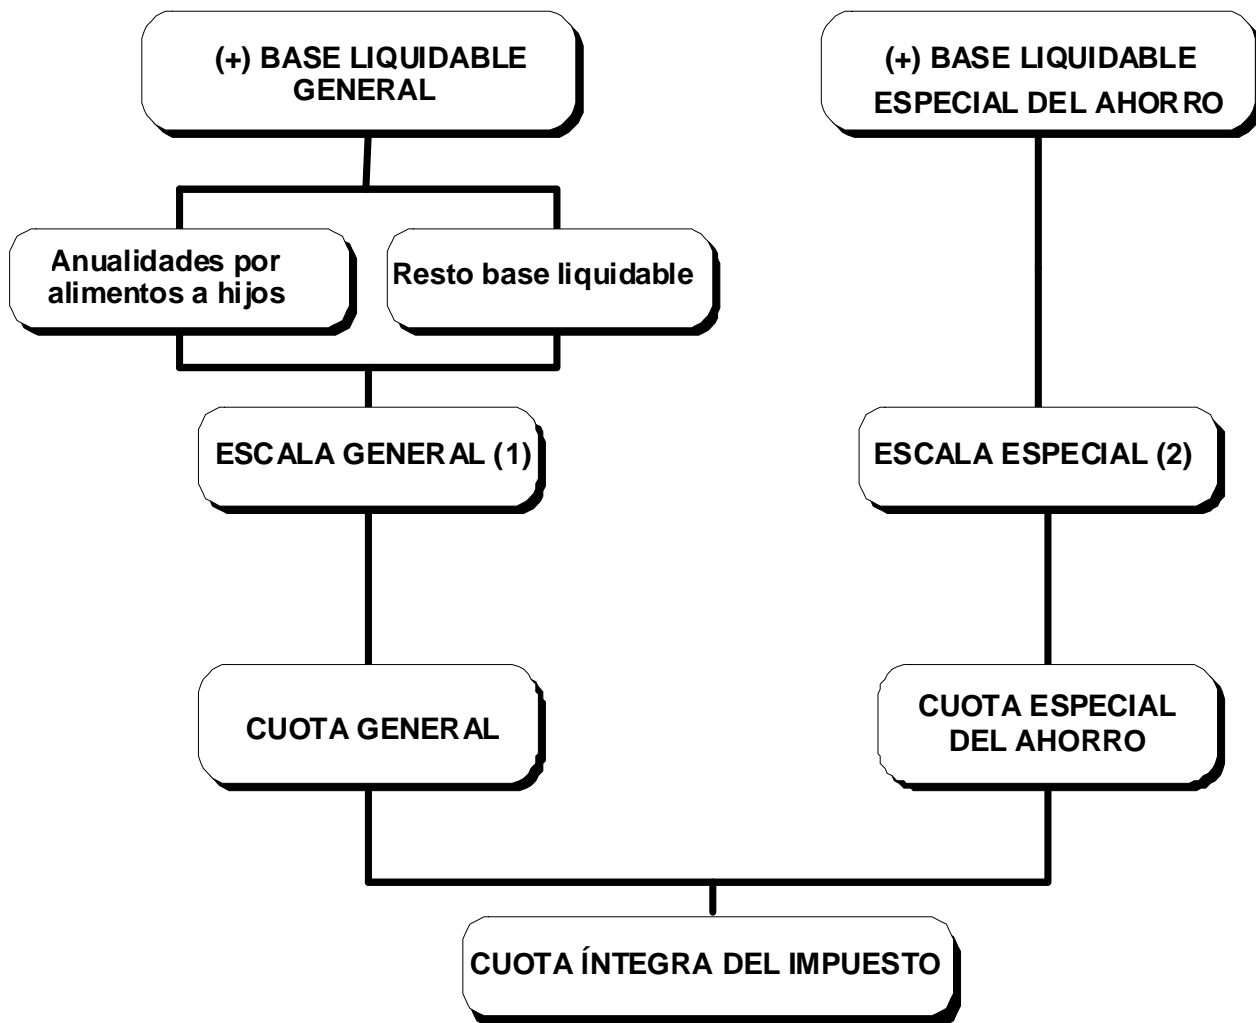 (+) BASE LIQUIDABLE
GENERAL
(+) BASE LIQUIDABLE
ESPECIAL DEL AHORRO
Anualidades por
alimentos a hijos
Resto base liquidable
ESCALA GENERAL (1)
ESCALA ESPECIAL (2)
CUOTA GENERAL
CUOTA ESPECIAL
DEL AHORRO
CUOTA ÍNTEGRA DEL IMPUESTO